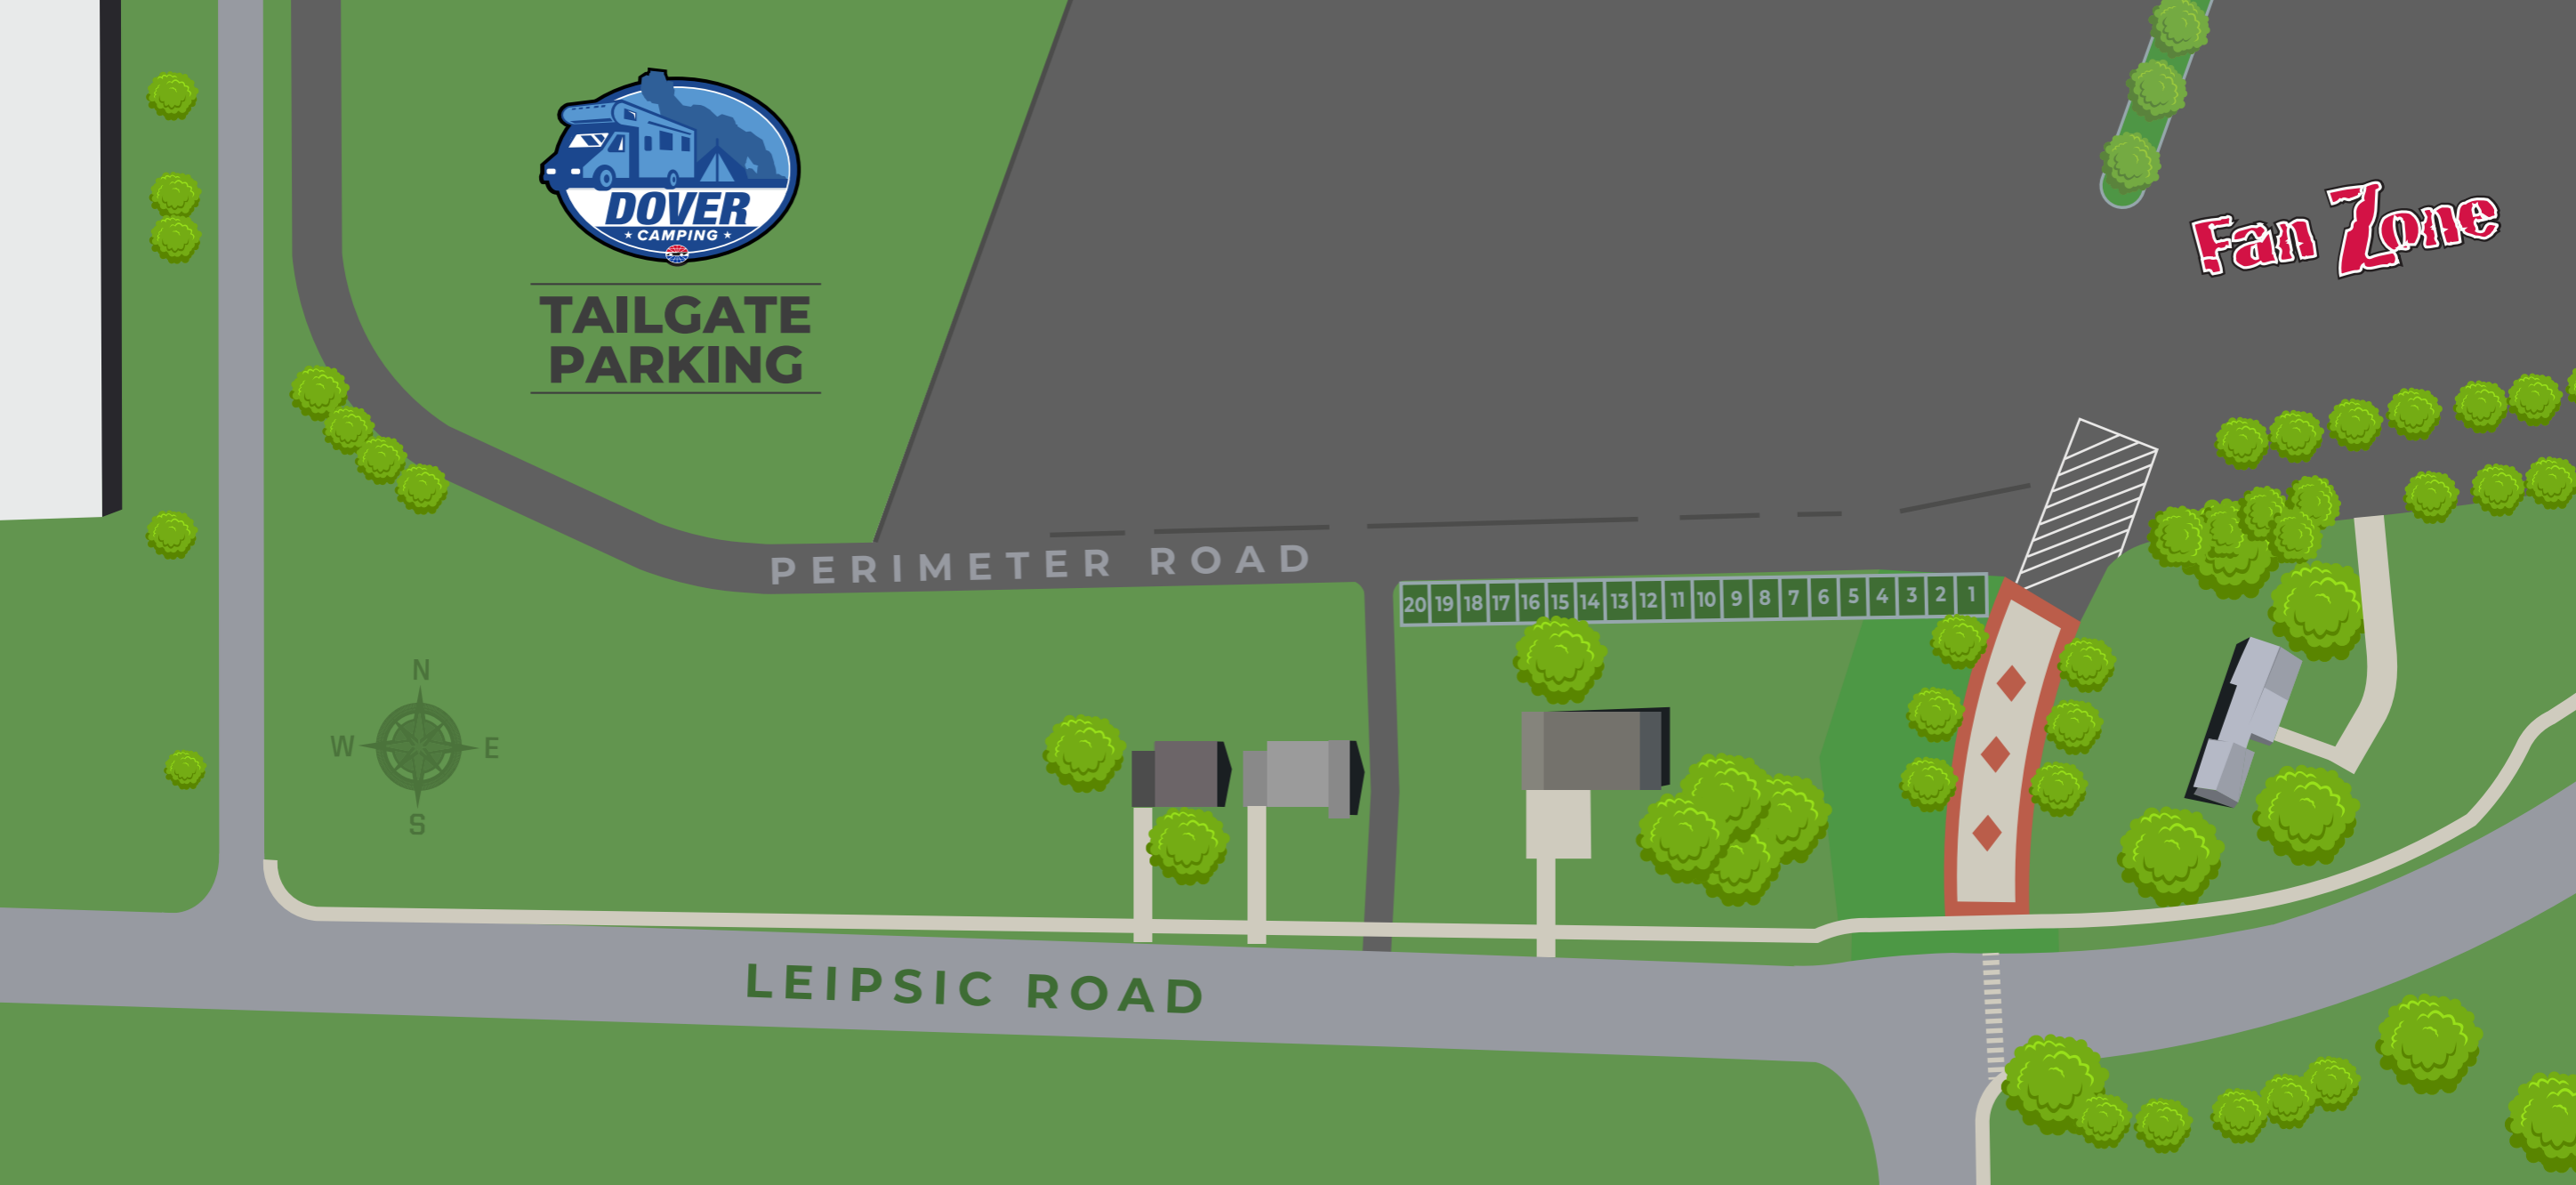 DOVER
★ CAMPING ★
TAILGATE
PARKING
Fan Zone
PERIMETER ROAD
20 19 18 17 16 15 14 13 12 11 10 9 8 7 6 5 4 3 2 1
N
W E
S
LEIPSIC ROAD